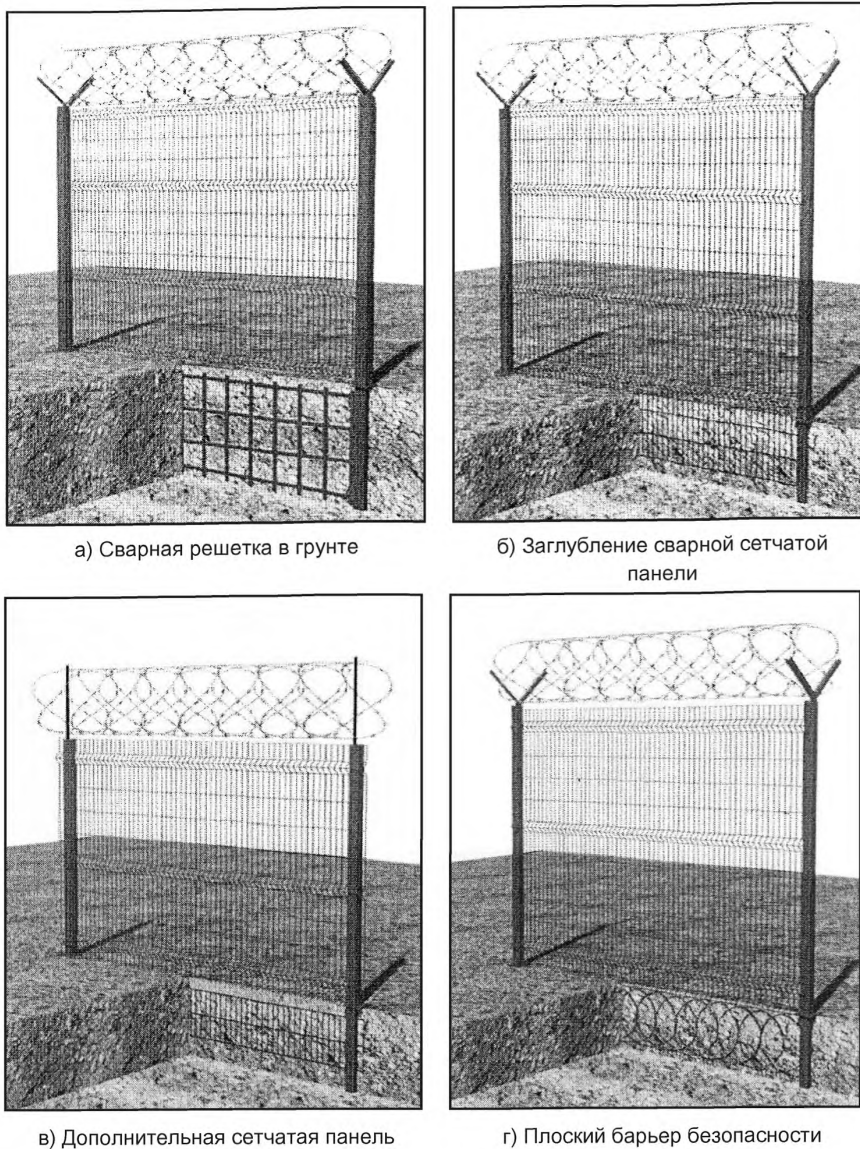 а) Сварная решетка в грунте
б) Заглубление сварной сетчатой
панели
в) Дополнительная сетчатая панель
г) Плоский барьер безопасности